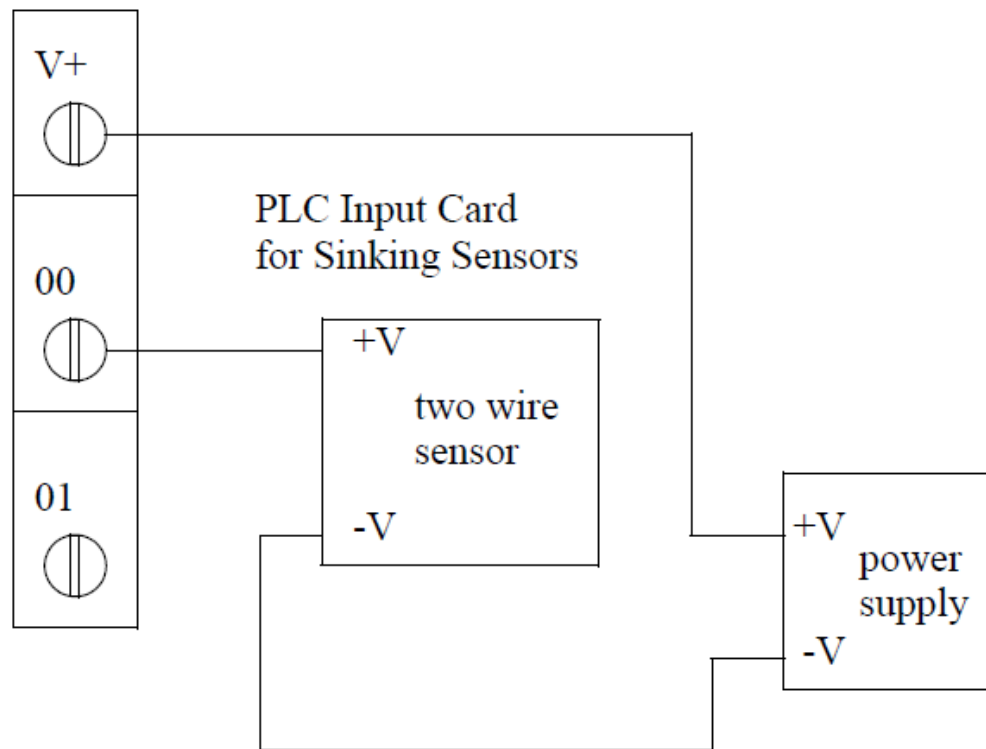 V+
PLC Input Card
for Sinking Sensors
00
+V
two wire
sensor
01
-V
+V
power
supply
-V